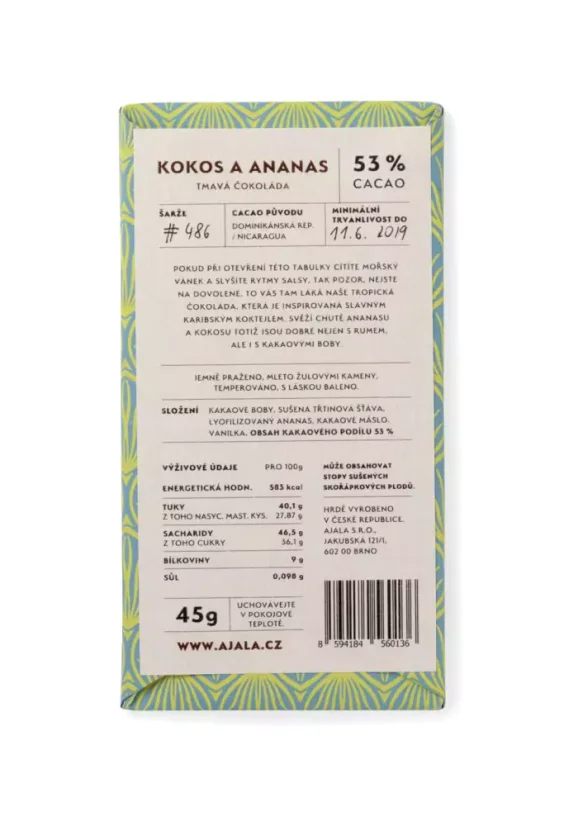 KOKOS A ANANAS
TMAVÁ ČOKOLÁDA
53 %
CACAO
ŠARŽE
# 486
CACAO PŮVODU
DOMINIKÁNSKÁ REP.
/ NICARAGUA
MINIMÁLNÍ
TRVANLIVOST DO
11.6. 2019
POKUD PŘI OTEVŘENÍ TÉTO TABULKY CÍTÍTE MOŘSKÝ
VÁNEK A SLYŠÍTE RYTMY SALSY, TAK POZOR, NEJSTE
NA DOVOLENÉ. TO VÁS TAM LÁKÁ NAŠE TROPICKÁ
ČOKOLÁDA, KTERÁ JE INSPIROVANÁ SLAVNÝM
KARIBSKÝM KOKTEJLEM. SVĚŽÍ CHUTĚ ANANASU
A KOKOSU TOTIŽ JSOU DOBRÉ NEJEN S RUMEM,
ALE I S KAKAOVÝMI BOBY.
JEMNĚ PRAŽENO, MLETO ŽULOVÝMI KAMENY,
TEMPEROVÁNO, S LÁSKOU BALENO.
SLOŽENÍ KAKAOVÉ BOBY, SUŠENÁ TŘTINOVÁ ŠŤÁVA,
LYOFILIZOVANÝ ANANAS, KAKAOVÉ MÁSLO,
VANILKA, OBSAH KAKAOVÉHO PODÍLU 53 %
VÝŽIVOVÉ ÚDAJE PRO 100g
ENERGETICKÁ HODN. 583 kcal
TUKY 40,1 g
Z TOHO NASYC. MAST. KYS. 27,87 g
SACHARIDY 46,5 g
Z TOHO CUKRY 36,1 g
BÍLKOVINY 9 g
SŮL 0,098 g
MŮŽE OBSAHOVAT
STOPY SUŠENÝCH
SKOŘÁPKOVÝCH PLODŮ.
HRDĚ VYROBENO
V ČESKÉ REPUBLICE.
AJALA S.R.O.,
JAKUBSKÁ 121/1,
602 00 BRNO
45g
UCHOVÁVEJTE
V POKOJOVÉ
TEPLOTĚ.
WWW.AJALA.CZ
8 594184 560136